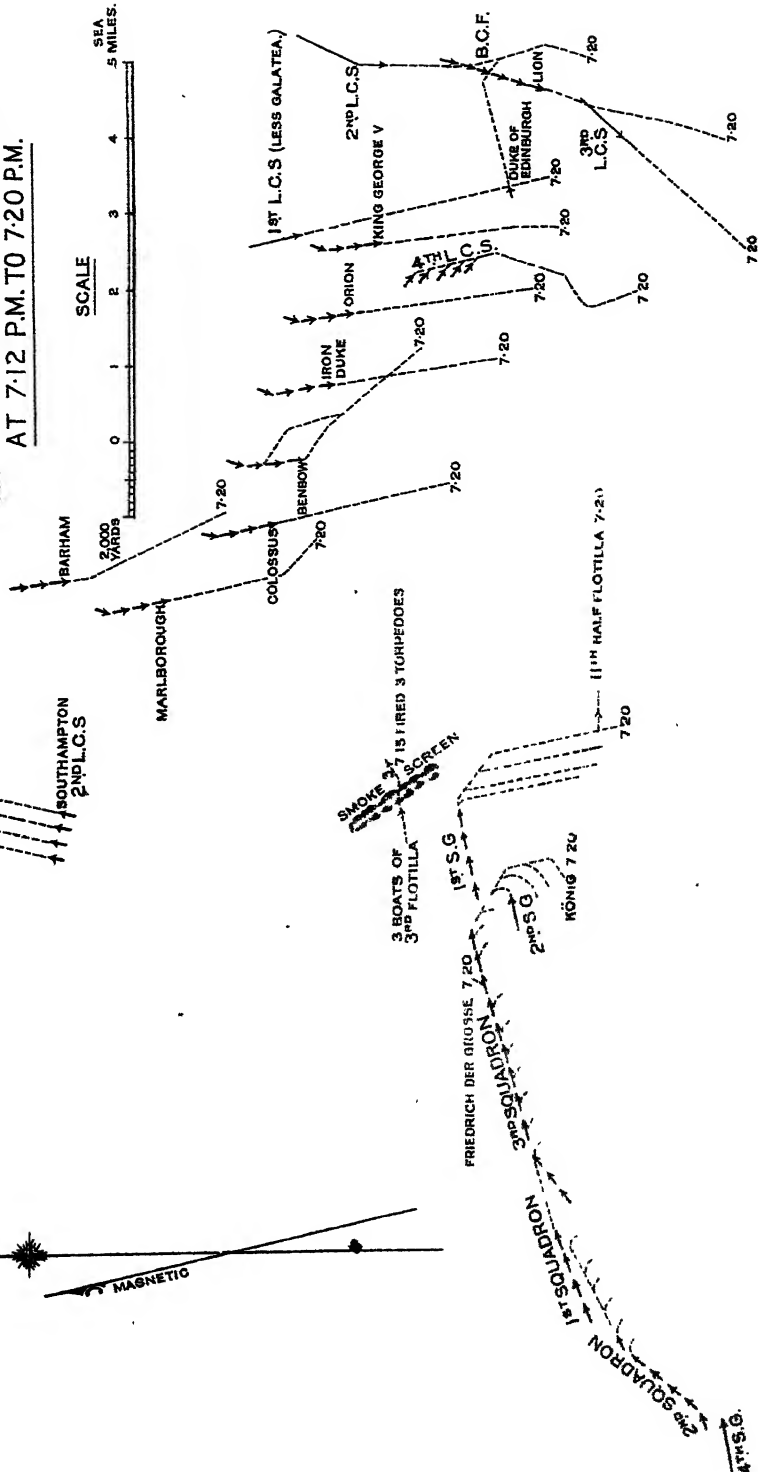 AT 7·12 P.M. TO 7·20 P.M.
SCALE
2,000
YARDS
0
1
2
3
4
5
SEA
MILES.
BARHAM
7·20
MARLBOROUGH
7·20
COLOSSUS
7·20
BENBOW
7·20
IRON
DUKE
7·20
ORION
7·20
4TH L.C.S.
7·20
KING GEORGE V
7·20
1ST L.C.S (LESS GALATEA.)
7·20
2ND L.C.S
B.C.F.
LION
7·20
DUKE OF
EDINBURGH
3RD
L.C.S
7·20
7·20
SOUTHAMPTON
2ND L.C.S
SMOKE SCREEN
7 15 FIRED 3 TORPEDOES
3 BOATS OF
3RD FLOTILLA
11TH HALF FLOTILLA 7·20
7·20
1ST S.G
2ND S.G.
KÖNIG 7 20
FRIEDRICH DER GROSSE 7 20
3RD SQUADRON
1ST SQUADRON
2ND SQUADRON
4TH S.G.
MAGNETIC